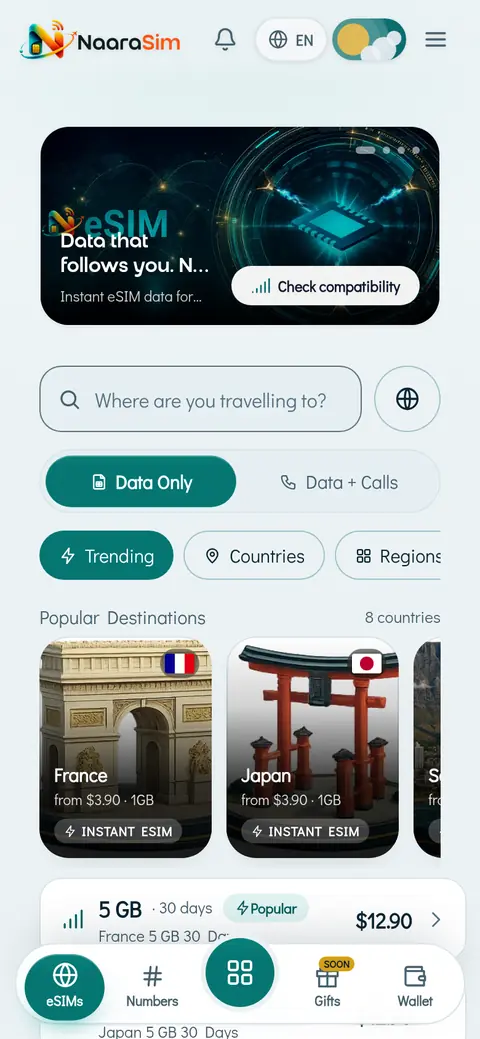 NaaraSim
EN
eSIM
Data that
follows you. N...
Instant eSIM data for...
Check compatibility
Where are you travelling to?
Data Only
Data + Calls
Trending
Countries
Regions
Popular Destinations
8 countries
France
from $3.90 · 1GB
INSTANT ESIM
Japan
from $3.90 · 1GB
INSTANT ESIM
5 GB · 30 days
Popular
$12.90
France 5 GB 30
eSIMs
Numbers
SOON
Gifts
Wallet
Japan 5 GB 30 Days